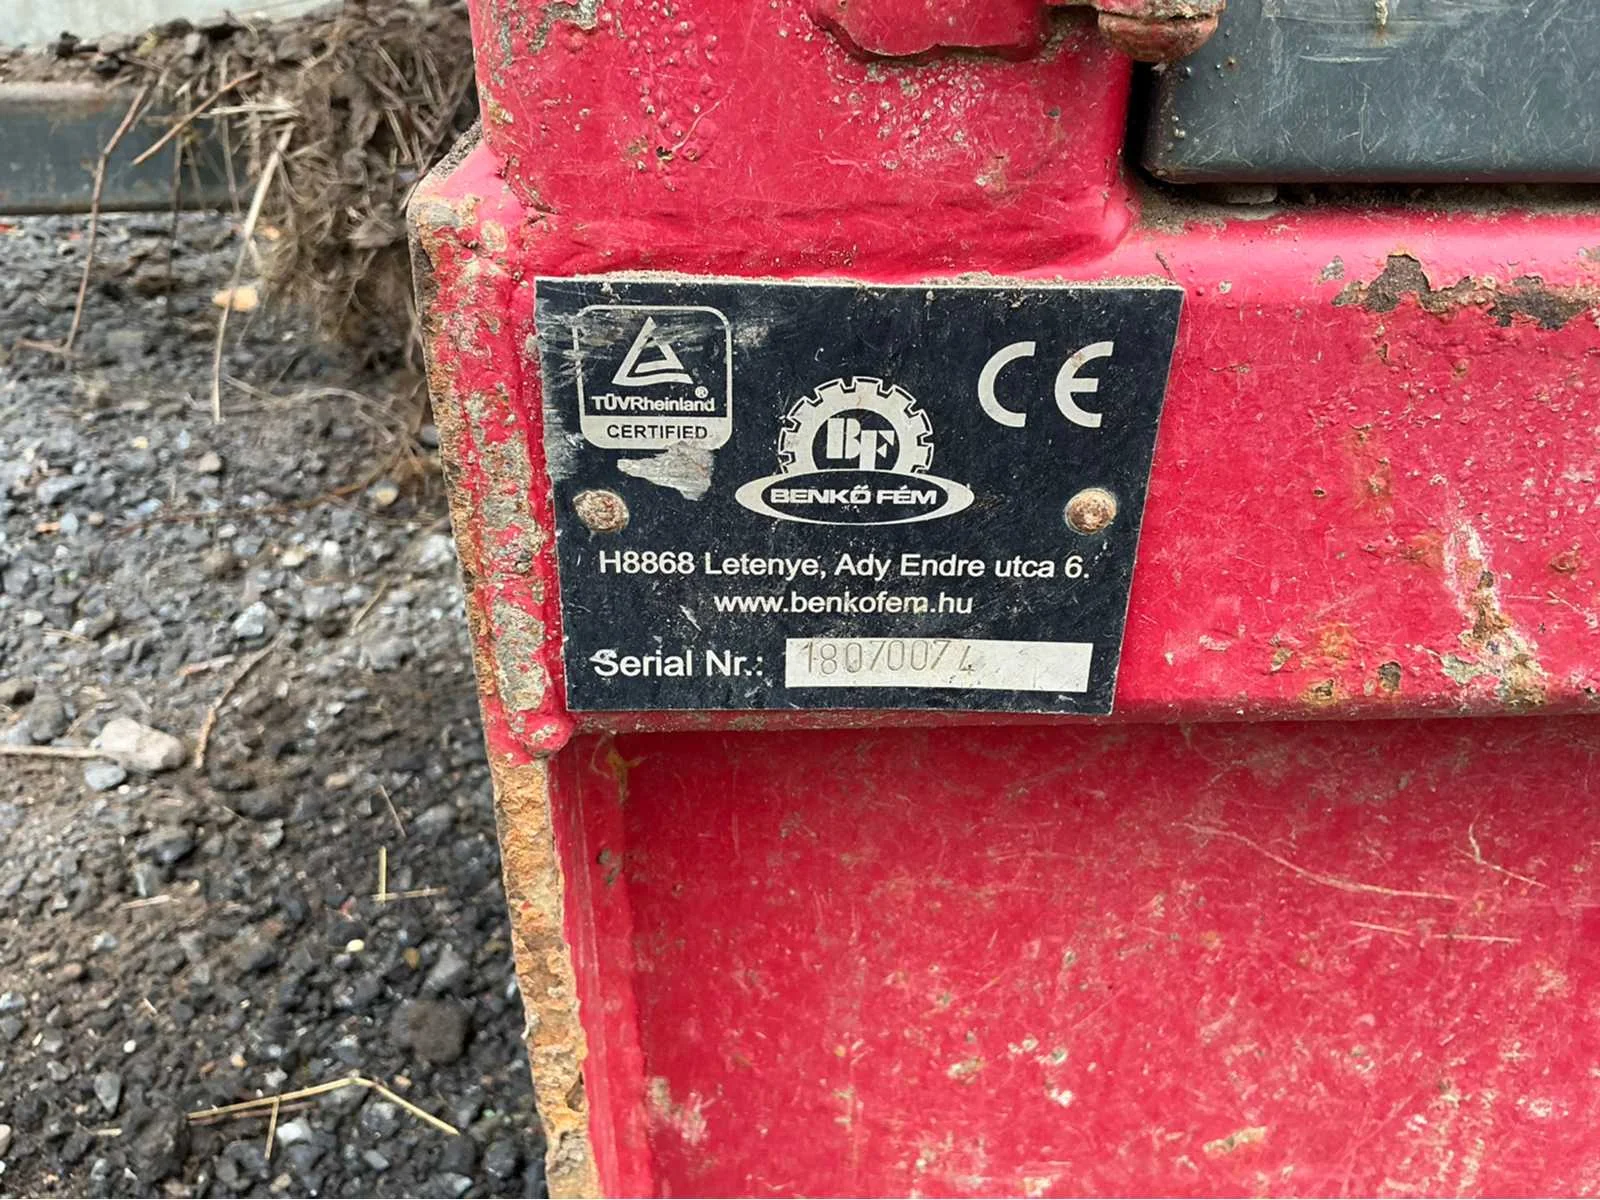 TÜVRheinland®
CERTIFIED
CE
BF
BENKŐ FÉM
H8868 Letenye, Ady Endre utca 6.
www.benkofem.hu
Serial Nr.: 18070074